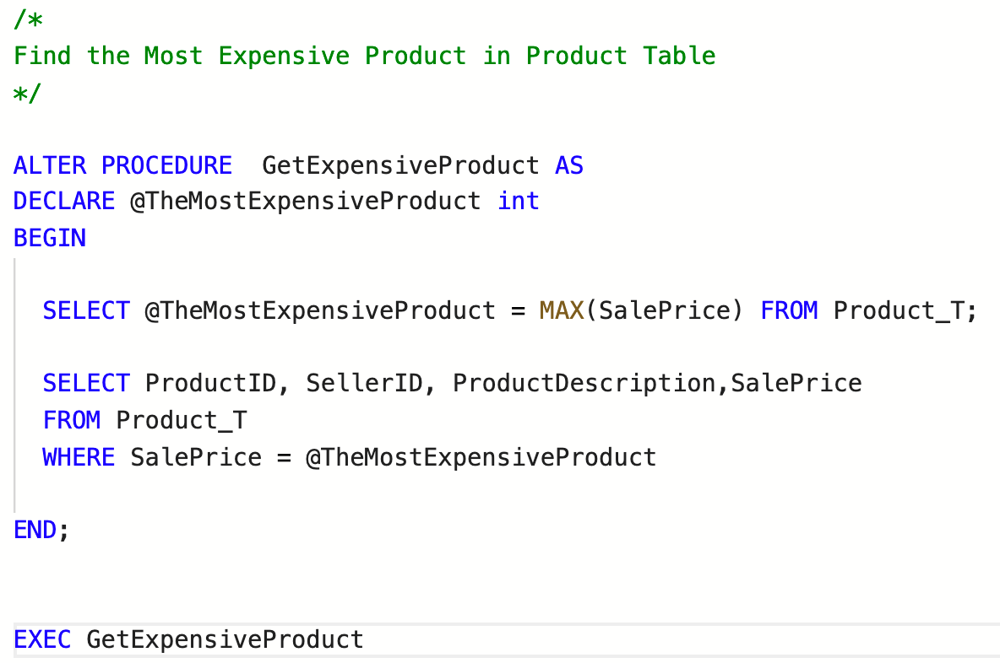 /*
Find the Most Expensive Product in Product Table
*/
ALTER PROCEDURE  GetExpensiveProduct AS
DECLARE @TheMostExpensiveProduct int
BEGIN
SELECT @TheMostExpensiveProduct = MAX(SalePrice) FROM Product_T;
SELECT ProductID, SellerID, ProductDescription,SalePrice
FROM Product_T
WHERE SalePrice = @TheMostExpensiveProduct
END;
EXEC GetExpensiveProduct